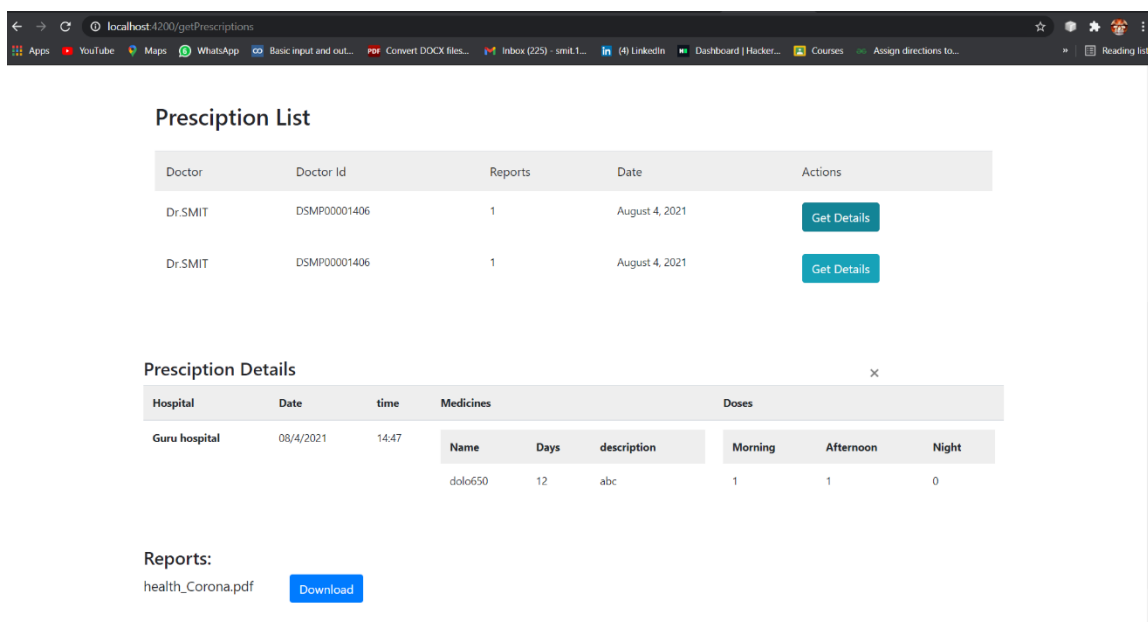 localhost:4200/getPrescriptions
Apps YouTube Maps WhatsApp Basic input and out... PDF Convert DOCX files... Inbox (225) - smit.1... in (4) LinkedIn Dashboard | Hacker... Courses Assign directions to... » Reading list
Presciption List
Doctor Doctor Id Reports Date Actions
Dr.SMIT DSMP00001406 1 August 4, 2021 Get Details
Dr.SMIT DSMP00001406 1 August 4, 2021 Get Details
Presciption Details ×
Hospital Date time Medicines Doses
Guru hospital 08/4/2021 14:47
Name Days description Morning Afternoon Night
dolo650 12 abc 1 1 0
Reports:
health_Corona.pdf Download